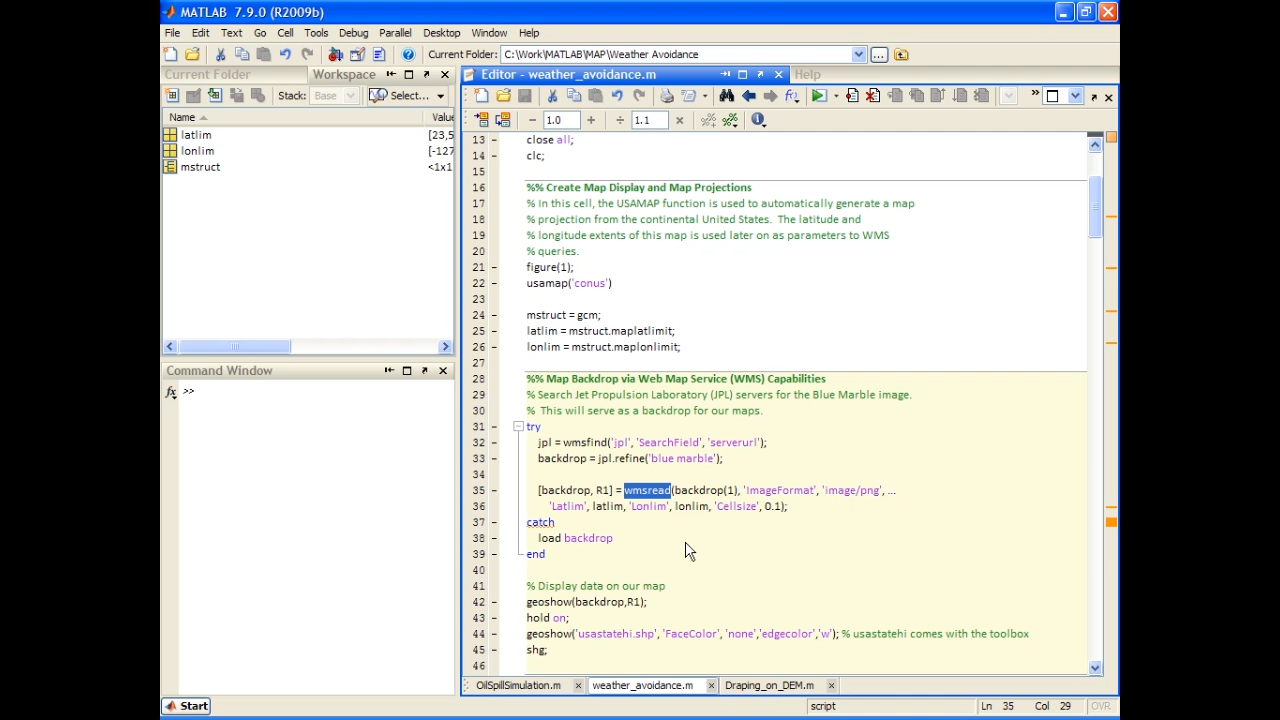 MATLAB 7.9.0 (R2009b)
File Edit Text Go Cell Tools Debug Parallel Desktop Window Help
Current Folder: C:\Work\MATLAB\MAP\Weather Avoidance
Current Folder
Workspace
Stack: Base
Select...
Name
Value
latlim [23,5
lonlim [-127
mstruct <1x1
Command Window
fx >>
Editor - weather_avoidance.m
Help
1.0
1.1
13 close all;
14 clc;
15
16 %% Create Map Display and Map Projections
17 % In this cell, the USAMAP function is used to automatically generate a map
18 % projection from the continental United States. The latitude and
19 % longitude extents of this map is used later on as parameters to WMS
20 % queries.
21 figure(1);
22 usamap('conus')
23
24 mstruct = gcm;
25 latlim = mstruct.maplatlimit;
26 lonlim = mstruct.maplonlimit;
27
28 %% Map Backdrop via Web Map Service (WMS) Capabilities
29 % Search Jet Propulsion Laboratory (JPL) servers for the Blue Marble image.
30 % This will serve as a backdrop for our maps.
31 try
32 jpl = wmsfind('jpl', 'SearchField', 'serverurl');
33 backdrop = jpl.refine('blue marble');
34
35 [backdrop, R1] = wmsread(backdrop(1), 'ImageFormat', 'image/png', ...
36 'Latlim', latlim, 'Lonlim', lonlim, 'Cellsize', 0.1);
37 catch
38 load backdrop
39 end
40
41 % Display data on our map
42 geoshow(backdrop,R1);
43 hold on;
44 geoshow('usastatehi.shp', 'FaceColor', 'none','edgecolor','w'); % usastatehi comes with the toolbox
45 shg;
46
OilSpillSimulation.m
weather_avoidance.m
Draping_on_DEM.m
Start
script
Ln 35 Col 29 OVR